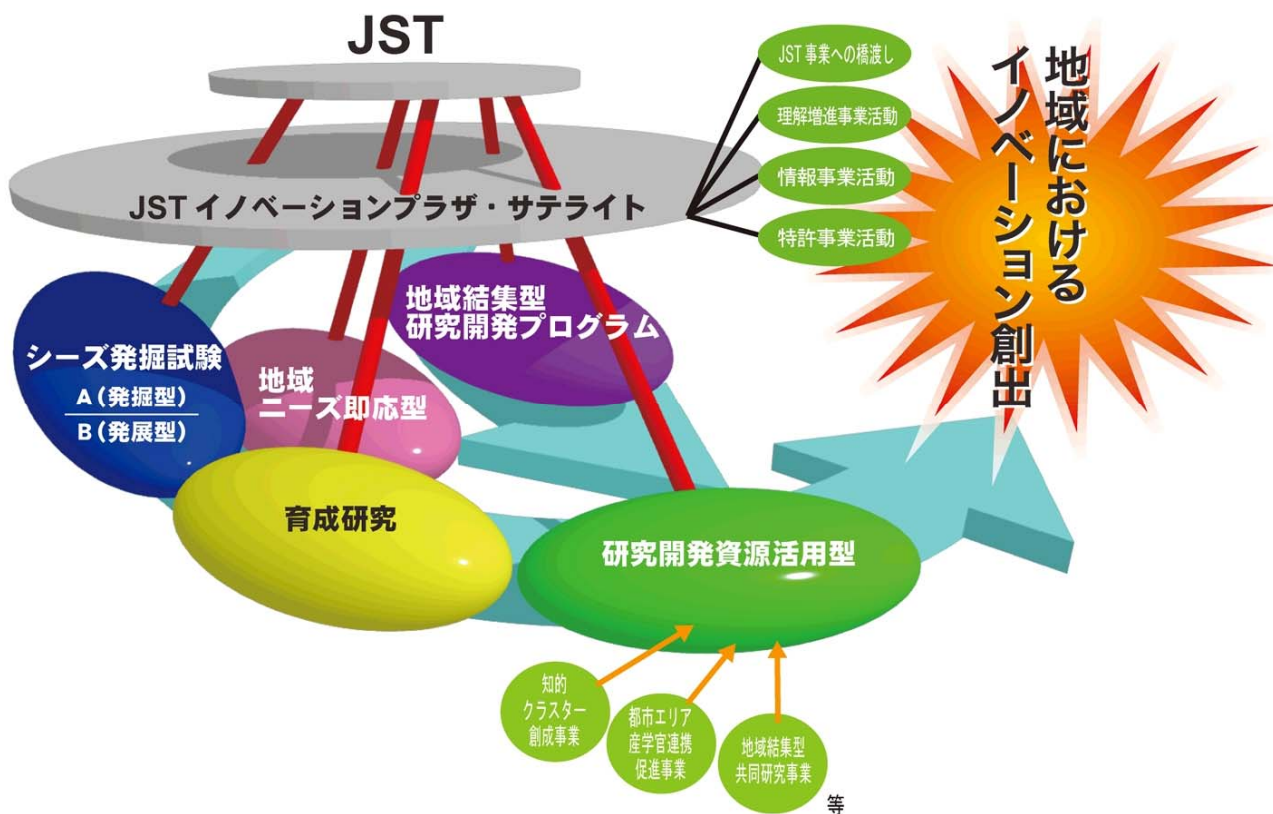 JST
JST イノベーションプラザ・サテライト
JST 事業への橋渡し
理解増進事業活動
情報事業活動
特許事業活動
地域における
イノベーション創出
シーズ発掘試験
A(発掘型)
B(発展型)
地域
ニーズ即応型
地域結集型
研究開発プログラム
育成研究
研究開発資源活用型
知的
クラスター
創成事業
都市エリア
産学官連携
促進事業
地域結集型
共同研究事業
等